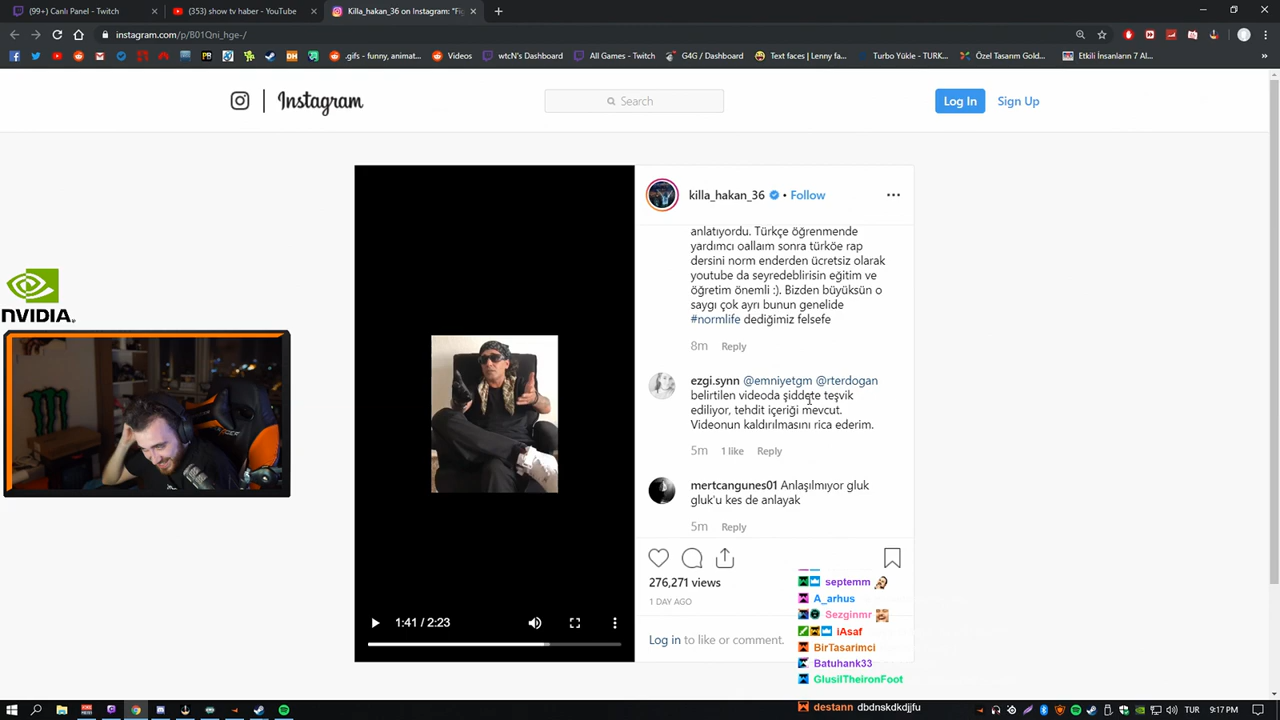 (99+) Canlı Panel - Twitch
(353) show tv haber - YouTube
Killa_hakan_36 on Instagram: "Fi
instagram.com/p/B01Qni_hge-/
.gifs - funny, animat...
Videos
wtcN's Dashboard
All Games - Twitch
G4G / Dashboard
Text faces | Lenny fa...
Turbo Yükle - TURK...
Özel Tasarım Gold...
Etkili İnsanların 7 Al...
Instagram
Search
Log In
Sign Up
killa_hakan_36 • Follow
anlatıyordu. Türkçe öğrenmende
yardımcı oallaım sonra türköe rap
dersini norm enderden ücretsiz olarak
youtube da seyredeblirisin eğitim ve
öğretim önemli :). Bizden büyüksün o
saygı çok ayrı bunun genelide
#normlife dediğimiz felsefe
8m Reply
ezgi.synn @emniyetgm @rterdogan
belirtilen videoda şiddete teşvik
ediliyor, tehdit içeriği mevcut.
Videonun kaldırılmasını rica ederim.
5m 1 like Reply
mertcangunes01 Anlaşılmıyor gluk
gluk'u kes de anlayak
5m Reply
276,271 views
1 DAY AGO
Log in to like or comment.
1:41 / 2:23
NVIDIA.
septemm
A_arhus
Sezginmr
iAsaf
BirTasarimci
Batuhank33
GlusilTheironFoot
destann dbdnskdkdjjfu
TUR
9:17 PM